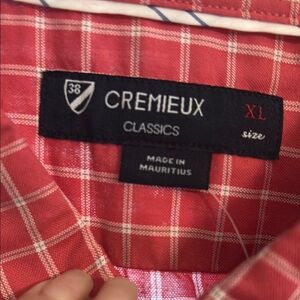 38
CREMIEUX
XL
CLASSICS
size
MADE IN
MAURITIUS